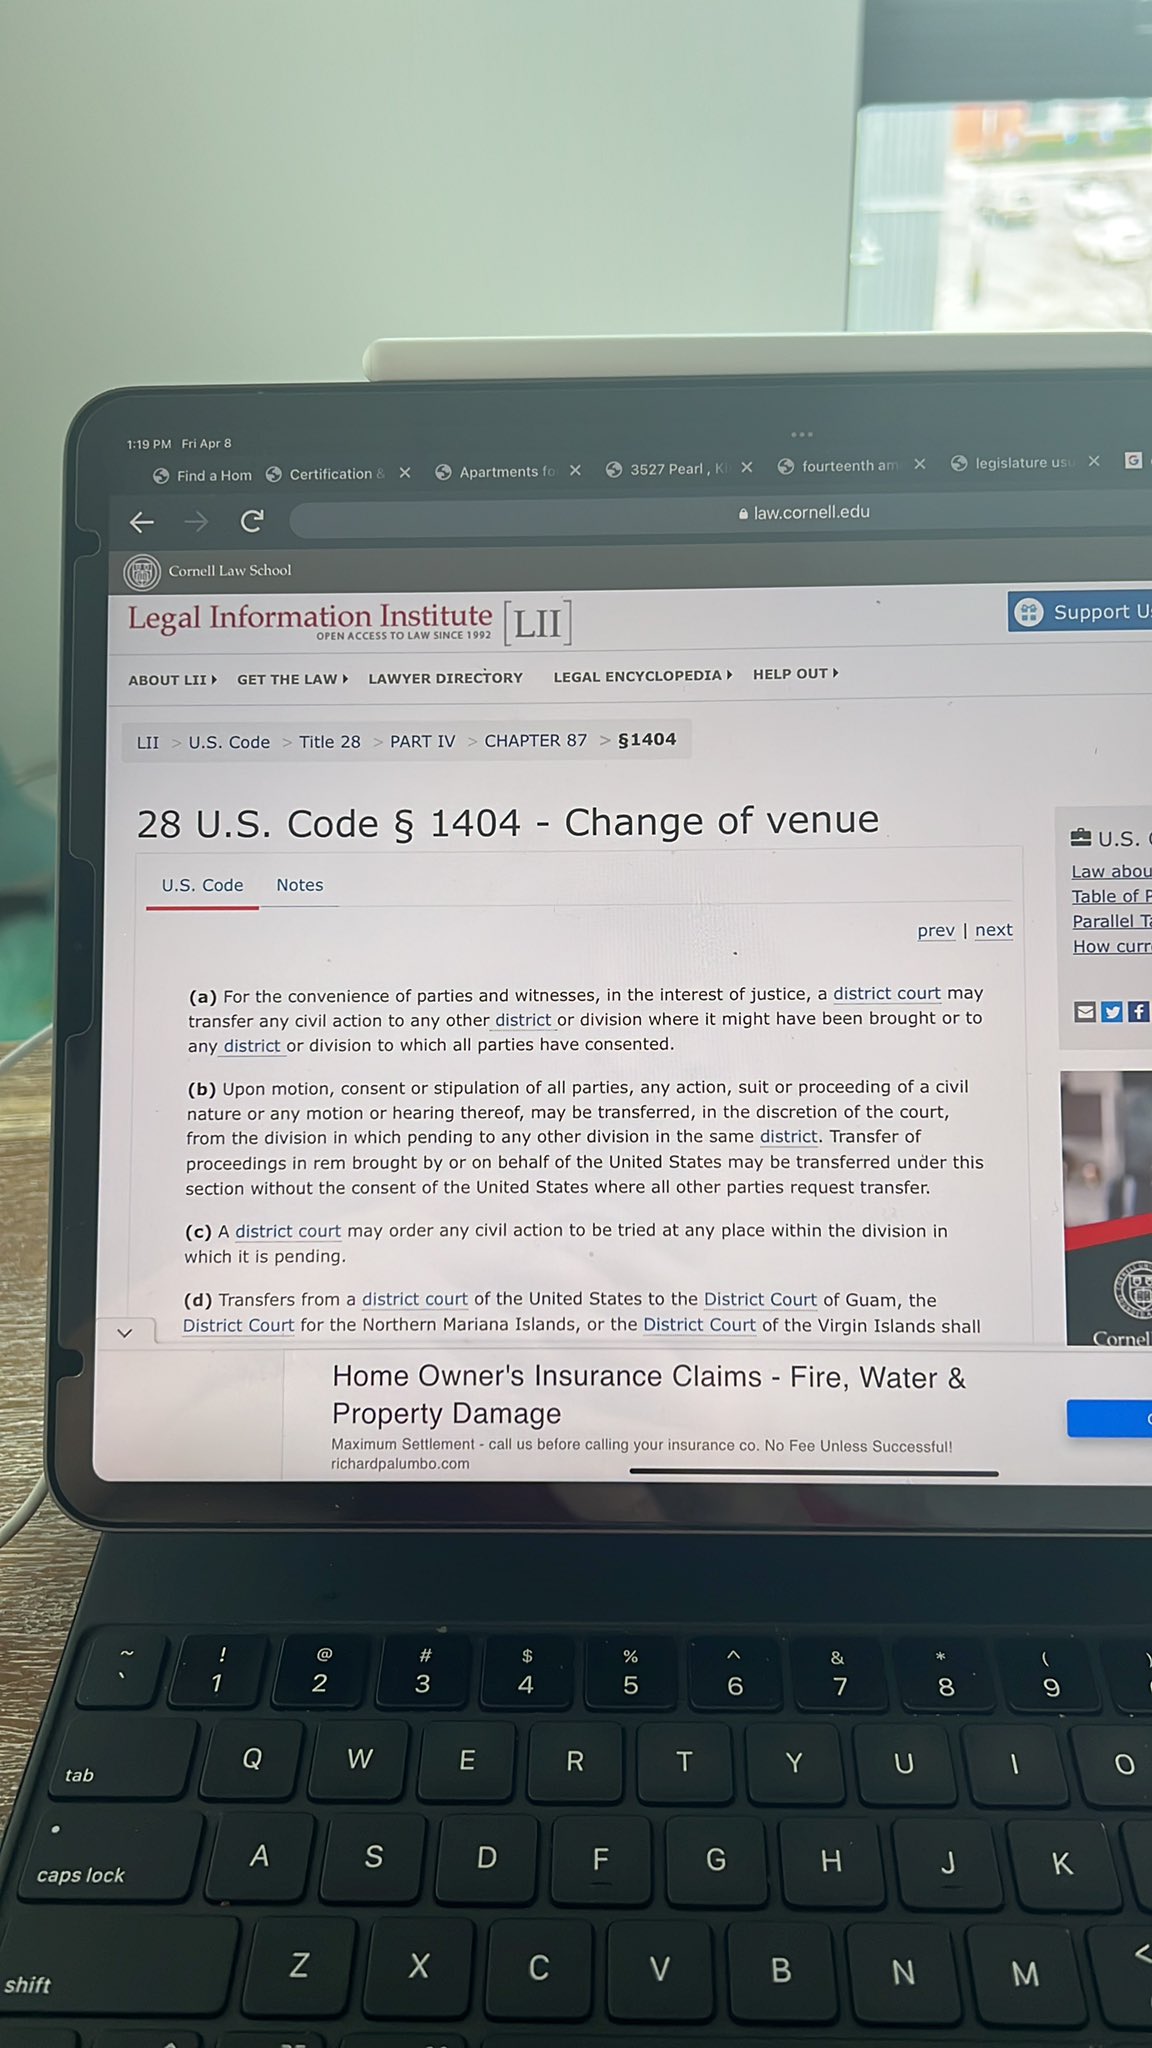 1:19 PM Fri Apr 8
Find a Hom Certification & Apartments fo 3527 Pearl , Kl fourteenth am legislature usu G
law.cornell.edu
Cornell Law School
Legal Information Institute [LII]
OPEN ACCESS TO LAW SINCE 1992
Support Us
ABOUT LII GET THE LAW LAWYER DIRECTORY LEGAL ENCYCLOPEDIA HELP OUT
LII > U.S. Code > Title 28 > PART IV > CHAPTER 87 > §1404
28 U.S. Code § 1404 - Change of venue
U.S. Code Notes
prev | next
(a) For the convenience of parties and witnesses, in the interest of justice, a district court may
transfer any civil action to any other district or division where it might have been brought or to
any district or division to which all parties have consented.
(b) Upon motion, consent or stipulation of all parties, any action, suit or proceeding of a civil
nature or any motion or hearing thereof, may be transferred, in the discretion of the court,
from the division in which pending to any other division in the same district. Transfer of
proceedings in rem brought by or on behalf of the United States may be transferred under this
section without the consent of the United States where all other parties request transfer.
(c) A district court may order any civil action to be tried at any place within the division in
which it is pending.
(d) Transfers from a district court of the United States to the District Court of Guam, the
District Court for the Northern Mariana Islands, or the District Court of the Virgin Islands shall
U.S.
Law abou
Table of P
Parallel Ta
How curr
Cornel
Home Owner's Insurance Claims - Fire, Water &
Property Damage
Maximum Settlement - call us before calling your insurance co. No Fee Unless Successful!
richardpalumbo.com
~ ! @ # $ % ^ & * (
` 1 2 3 4 5 6 7 8 9
tab Q W E R T Y U I O
caps lock A S D F G H J K
shift Z X C V B N M <